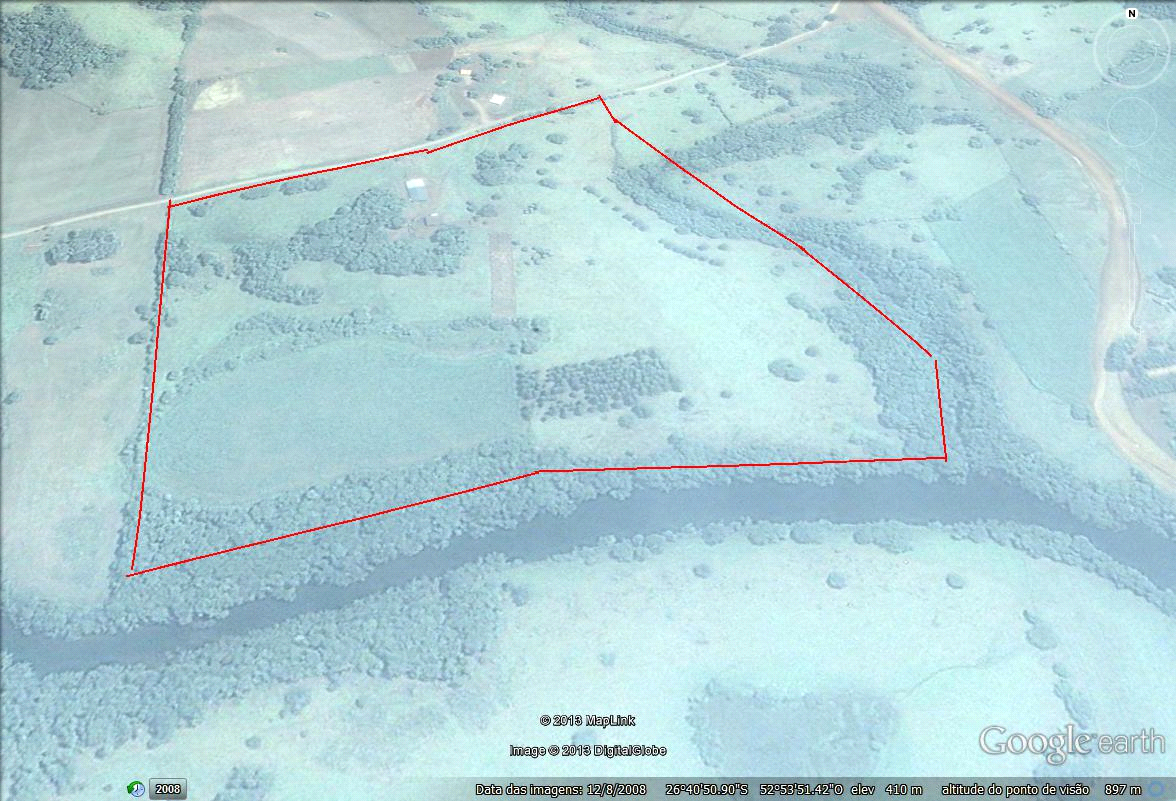 N
© 2013 MapLink
Image © 2013 DigitalGlobe
Google earth
2008
Data das imagens: 12/8/2008 26°40'50.90"S 52°53'51.42"O elev 410 m altitude do ponto de visão 897 m